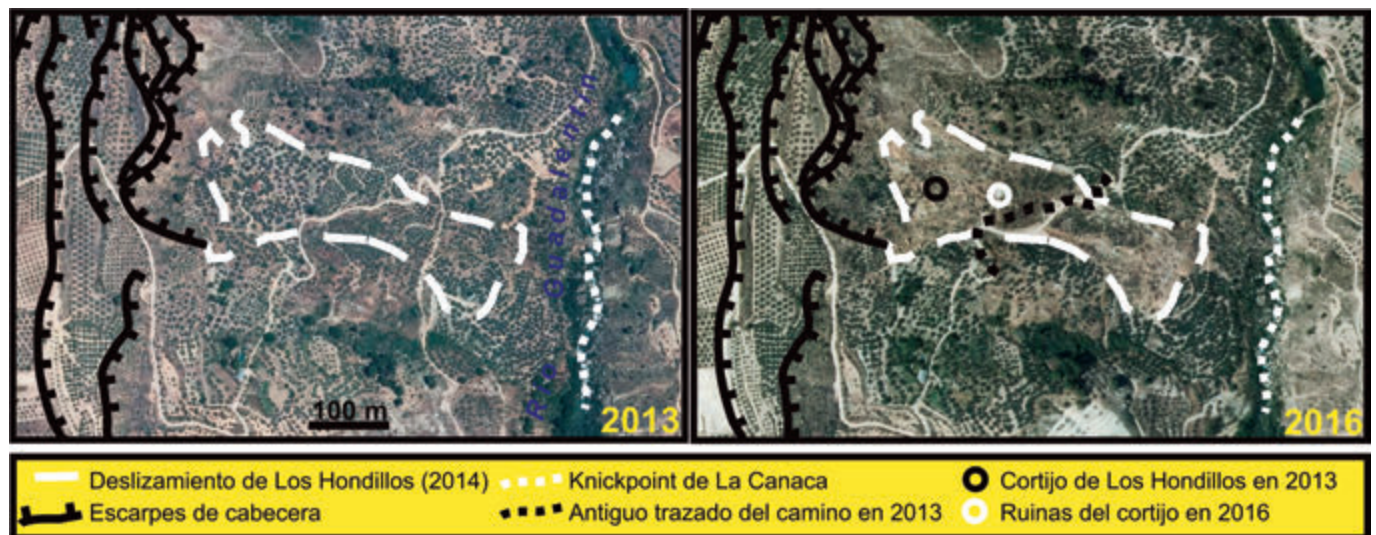 Río Guadalentín
100 m
2013
2016
Deslizamiento de Los Hondillos (2014)
Knickpoint de La Canaca
Cortijo de Los Hondillos en 2013
Escarpes de cabecera
Antiguo trazado del camino en 2013
Ruinas del cortijo en 2016